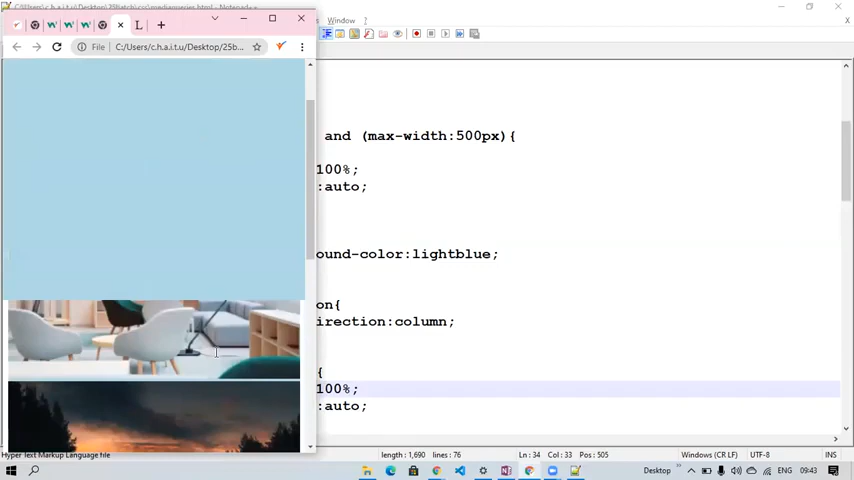 Window ?
File C:/Users/c.h.a.i.t.u/Desktop/25b...
and (max-width:500px){
100%;
:auto;
ound-color:lightblue;
on{
irection:column;
{
100%;
:auto;
Hyper Text Markup Language file length : 1,690 lines : 76 Ln : 34 Col : 33 Pos : 505 Windows (CR LF) UTF-8 INS
Desktop ENG 09:43